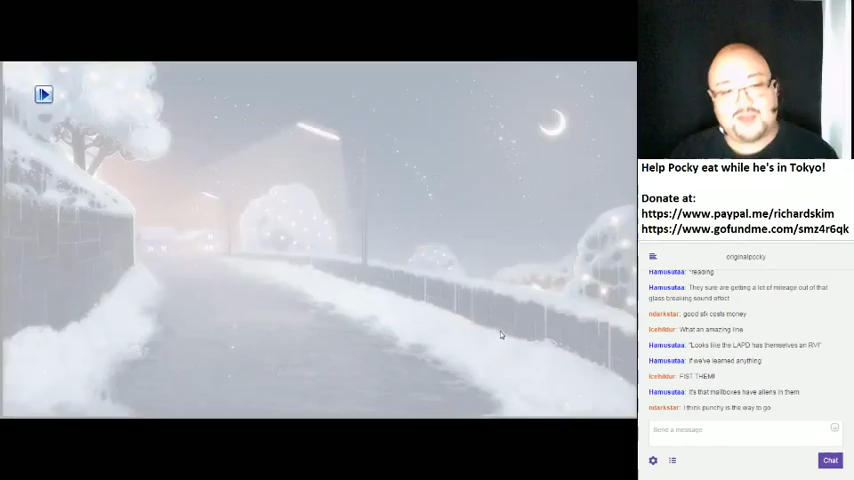 Help Pocky eat while he's in Tokyo!
Donate at:
https://www.paypal.me/richardskim
https://www.gofundme.com/smz4r6qk
originalpocky
Hamusutaa: *reading
Hamusutaa: They sure are getting a lot of mileage out of that
glass breaking sound effect
ndarkstar: good sfx costs money
Icehildur: What an amazing line
Hamusutaa: "Looks like the LAPD has themselves an RV!"
Hamusutaa: If we've learned anything
Icehildur: FIST THEM!
Hamusutaa: It's that mailboxes have aliens in them
ndarkstar: I think punchy is the way to go
Send a message
Chat